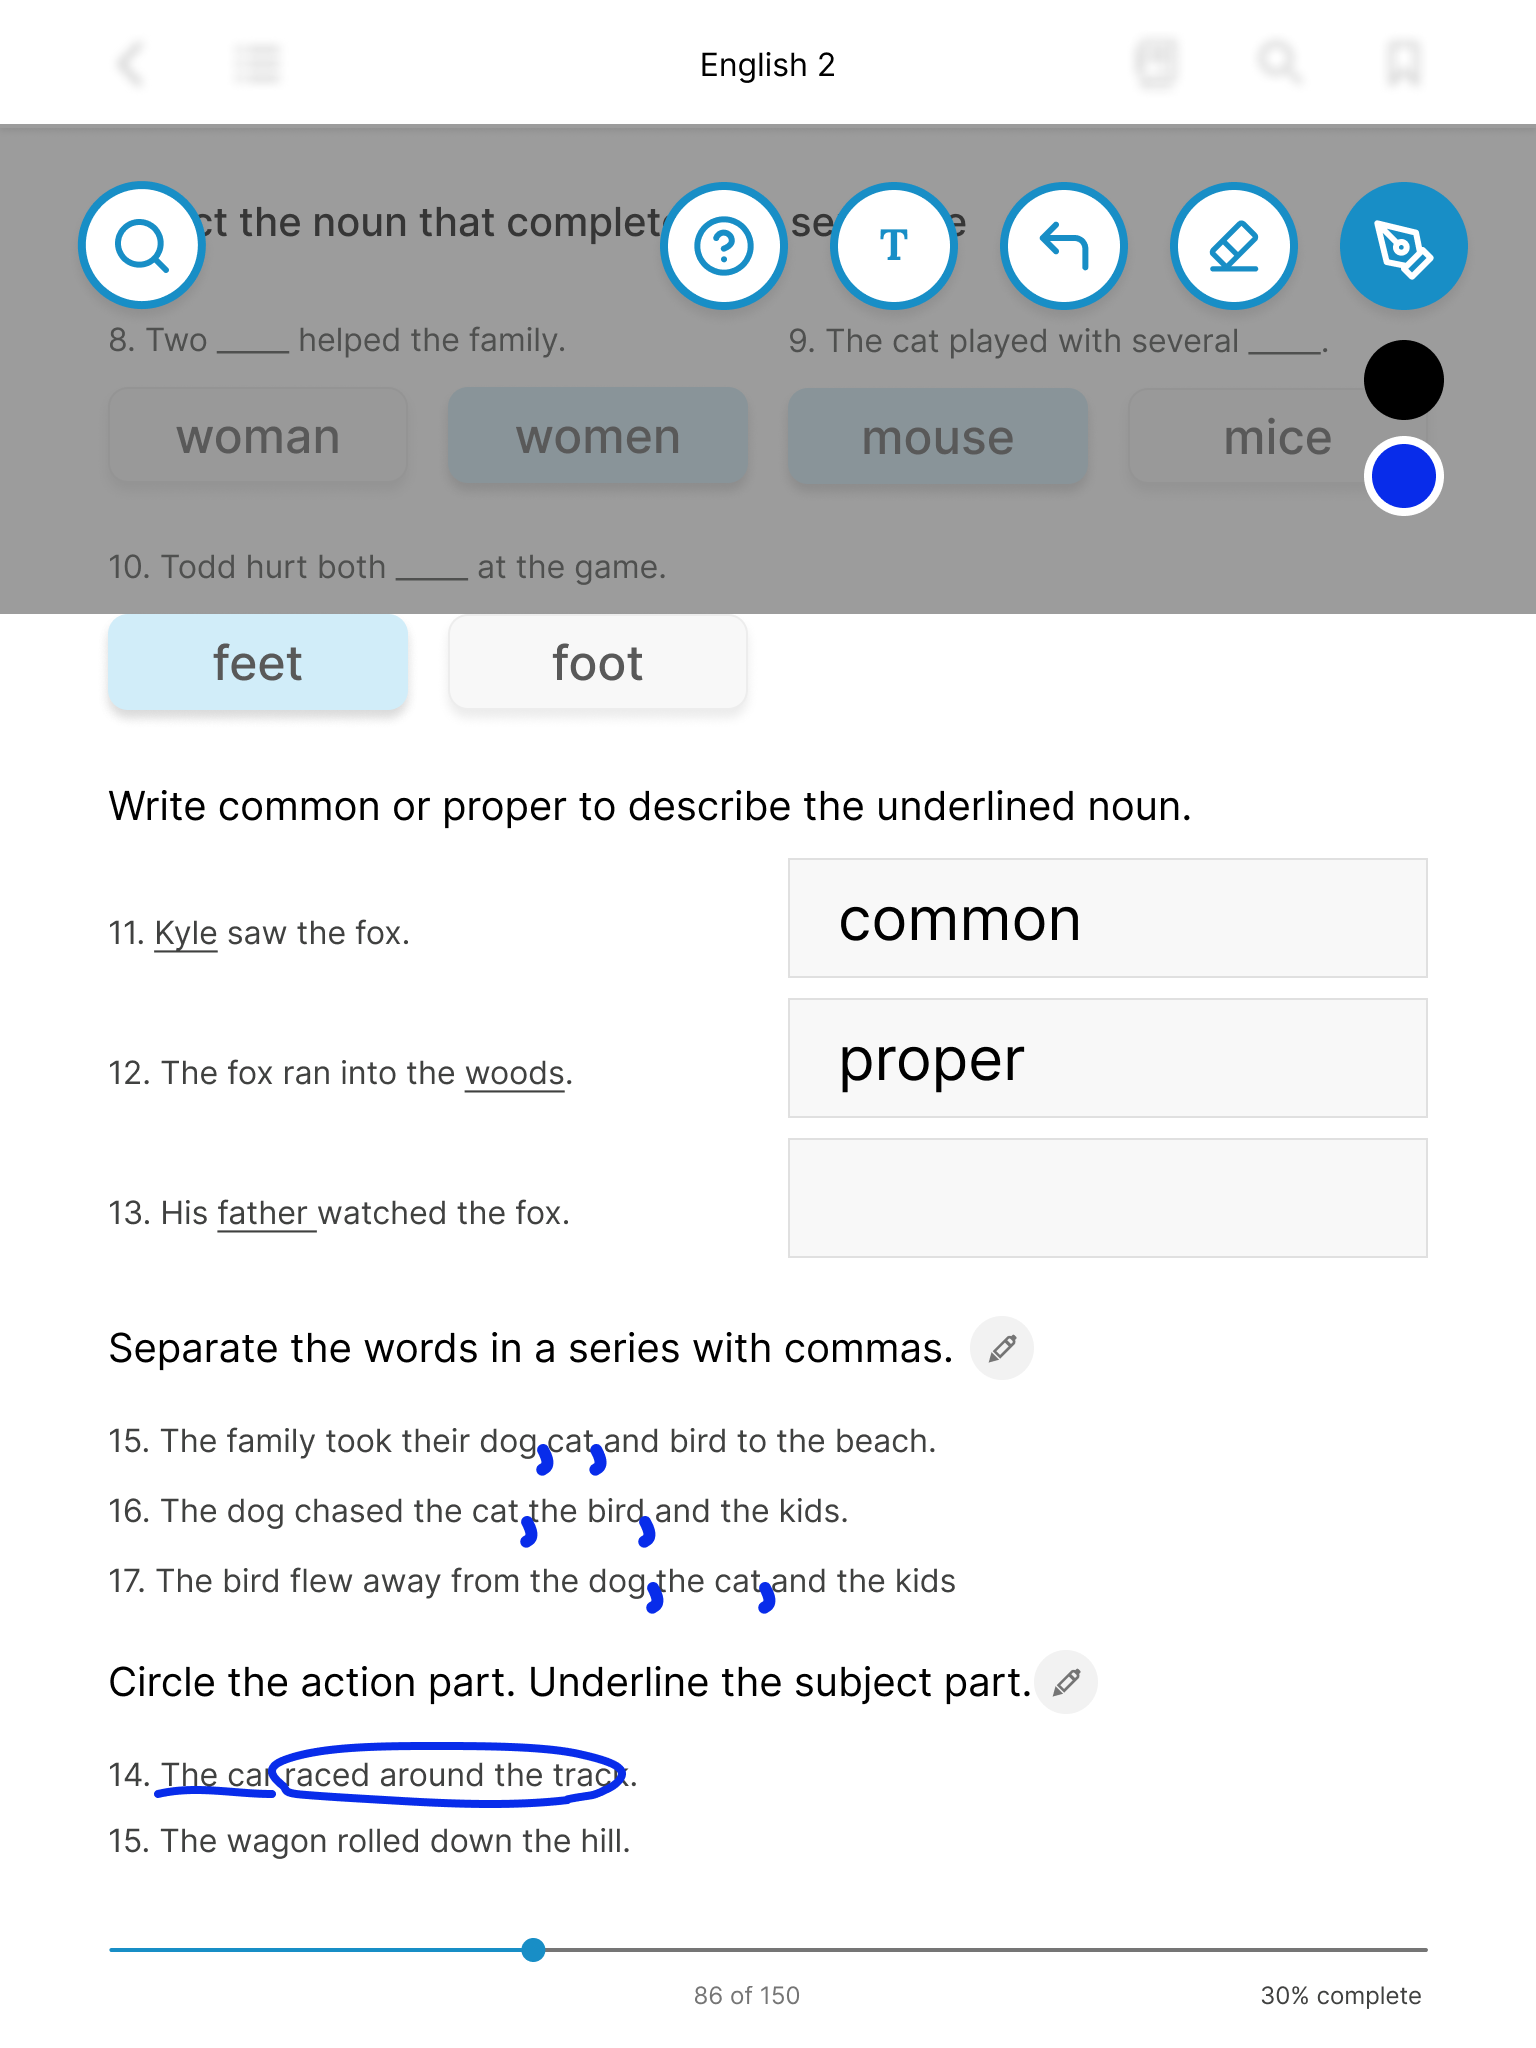 English 2
ct the noun that complet se e
T
8. Two _____ helped the family.
9. The cat played with several _____.
woman
women
mouse
mice
10. Todd hurt both _____ at the game.
feet
foot
Write common or proper to describe the underlined noun.
11. Kyle saw the fox.
common
12. The fox ran into the woods.
proper
13. His father watched the fox.
Separate the words in a series with commas.
15. The family took their dog, cat, and bird to the beach.
16. The dog chased the cat, the bird, and the kids.
17. The bird flew away from the dog, the cat, and the kids
Circle the action part. Underline the subject part.
14. The car raced around the track.
15. The wagon rolled down the hill.
86 of 150
30% complete